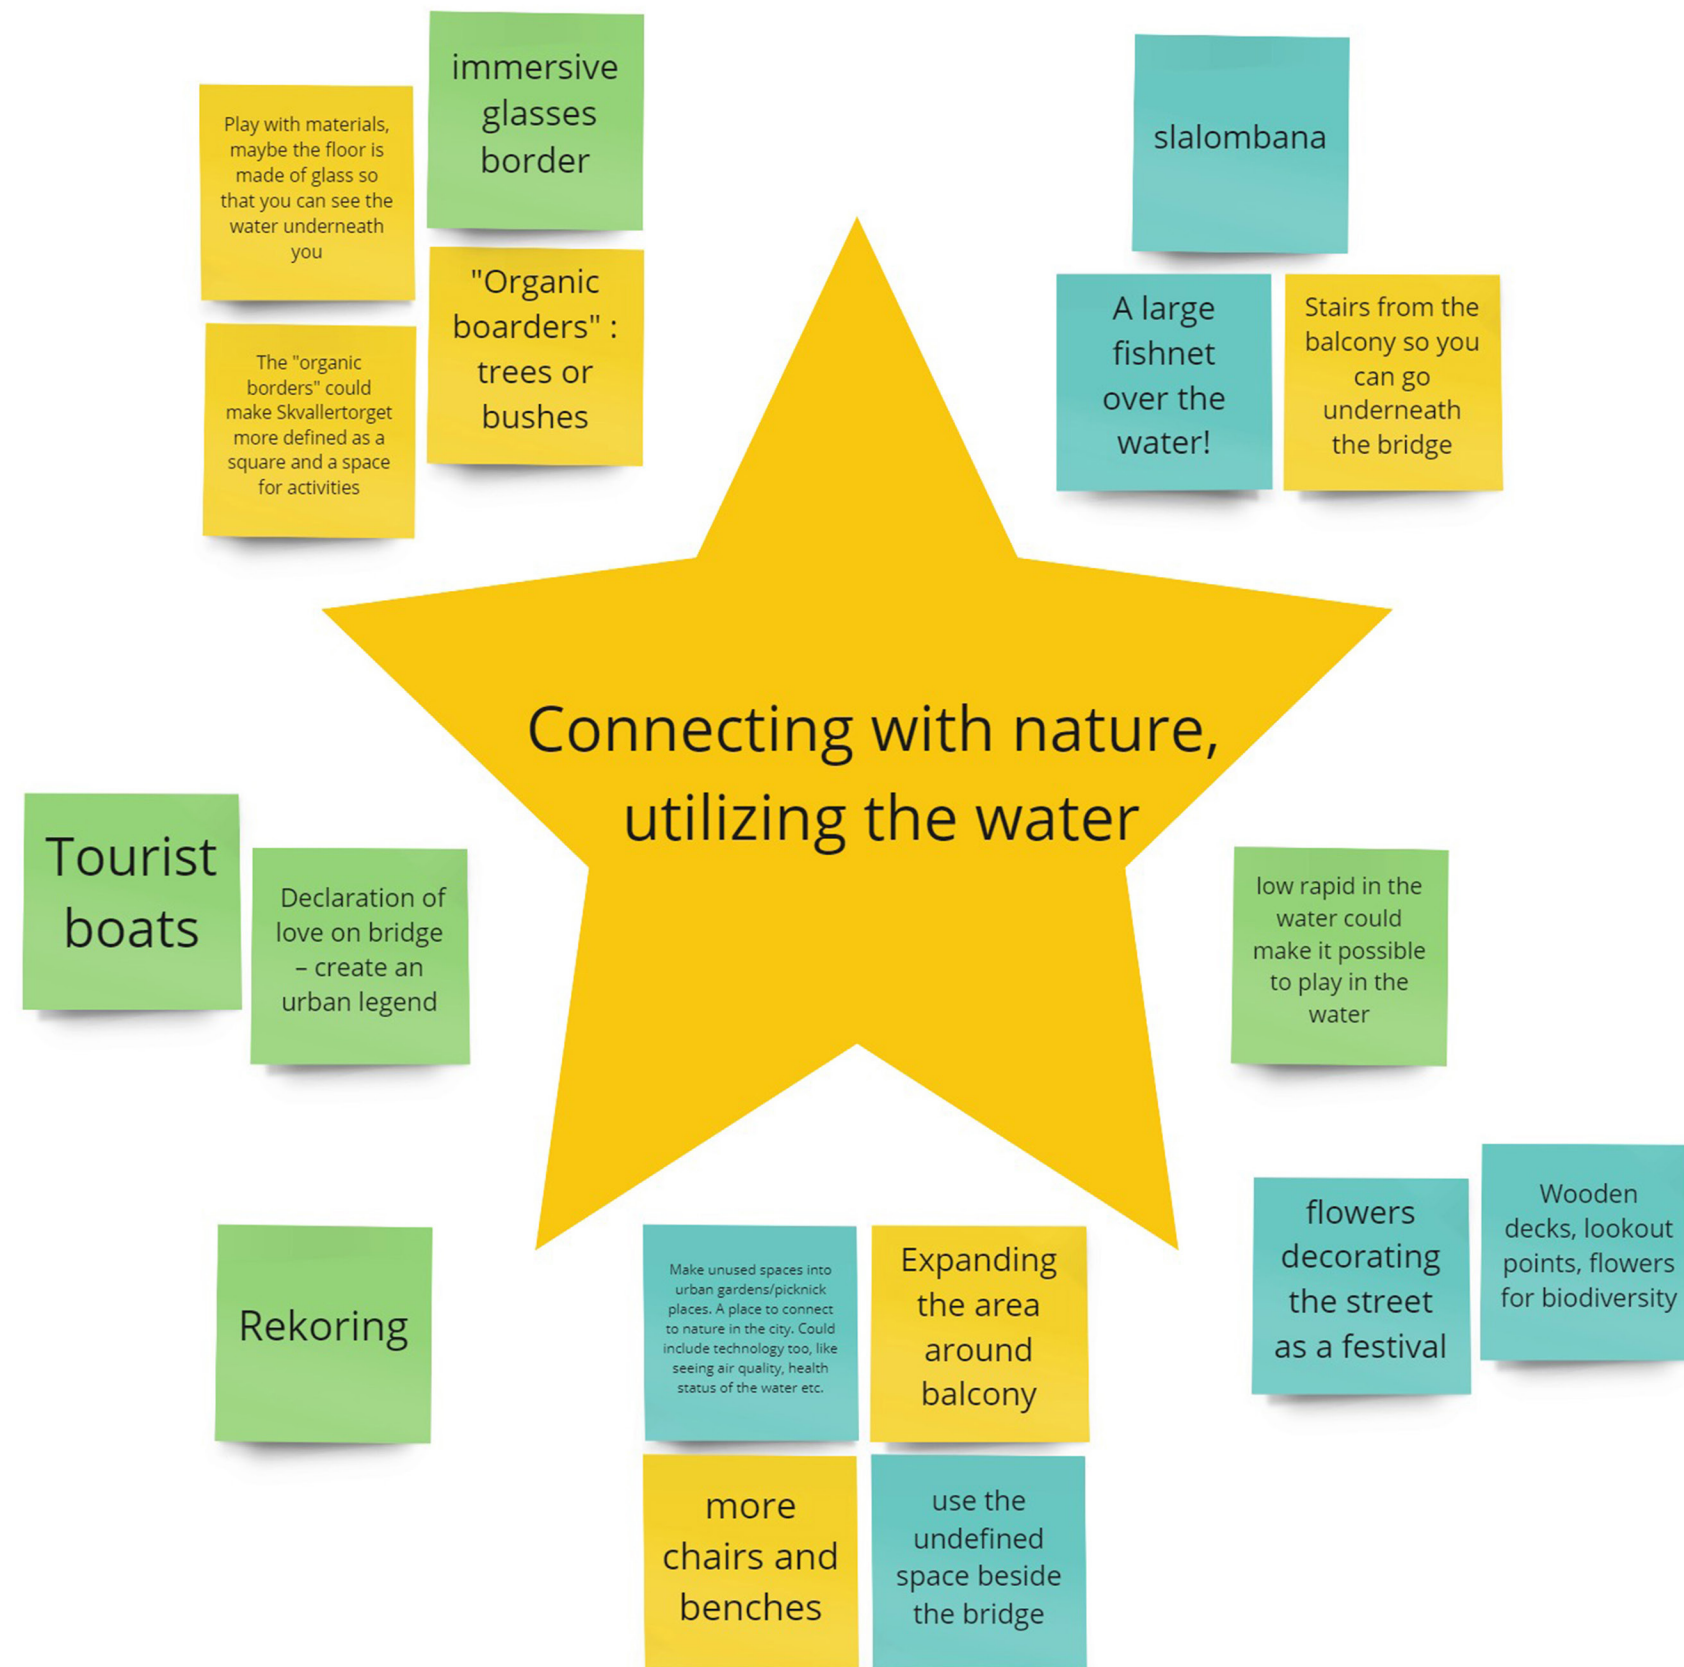 immersive
glasses
border
Play with materials,
maybe the floor is
made of glass so
that you can see the
water underneath
you
"Organic
boarders" :
trees or
bushes
The "organic
borders" could
make Skvallertorget
more defined as a
square and a space
for activities
slalombana
A large
fishnet
over the
water!
Stairs from the
balcony so you
can go
underneath
the bridge
Connecting with nature,
utilizing the water
Tourist
boats
Declaration of
love on bridge
– create an
urban legend
low rapid in the
water could
make it possible
to play in the
water
Rekoring
Make unused spaces into
urban gardens/picknick
places. A place to connect
to nature in the city. Could
include technology too, like
seeing air quality, health
status of the water etc.
Expanding
the area
around
balcony
more
chairs and
benches
use the
undefined
space beside
the bridge
flowers
decorating
the street
as a festival
Wooden
decks, lookout
points, flowers
for biodiversity